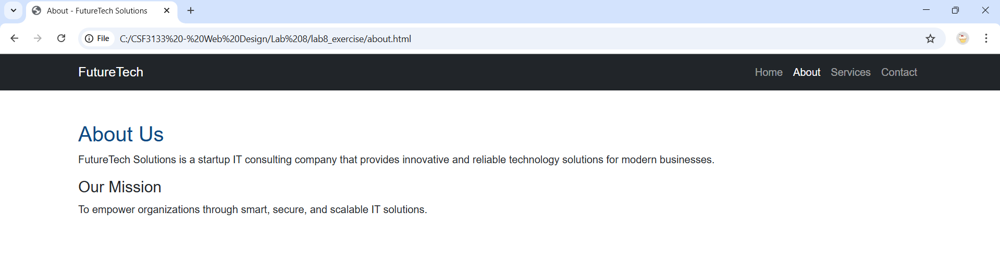 About - FutureTech Solutions
File C:/CSF3133%20-%20Web%20Design/Lab%208/lab8_exercise/about.html
FutureTech Home About Services Contact
About Us
FutureTech Solutions is a startup IT consulting company that provides innovative and reliable technology solutions for modern businesses.
Our Mission
To empower organizations through smart, secure, and scalable IT solutions.